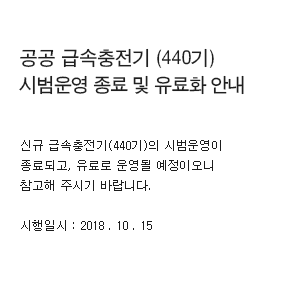 공공 급속충전기 (440기)
시범운영 종료 및 유료화 안내
신규 급속충전기(440기)의 시범운영이
종료되고, 유료로 운영될 예정이오니
참고해 주시기 바랍니다.
시행일시 : 2018 . 10 . 15